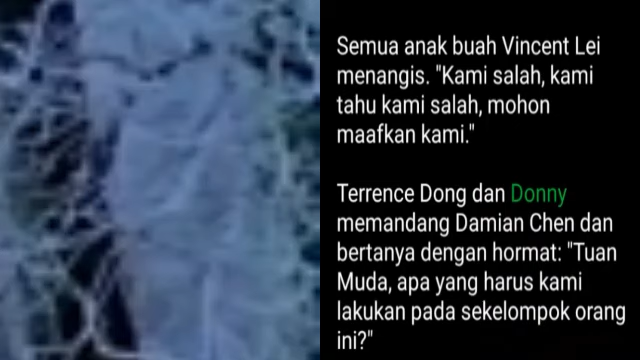 Semua anak buah Vincent Lei
menangis. "Kami salah, kami
tahu kami salah, mohon
maafkan kami."
Terrence Dong dan Donny
memandang Damian Chen dan
bertanya dengan hormat: "Tuan
Muda, apa yang harus kami
lakukan pada sekelompok orang
ini?"